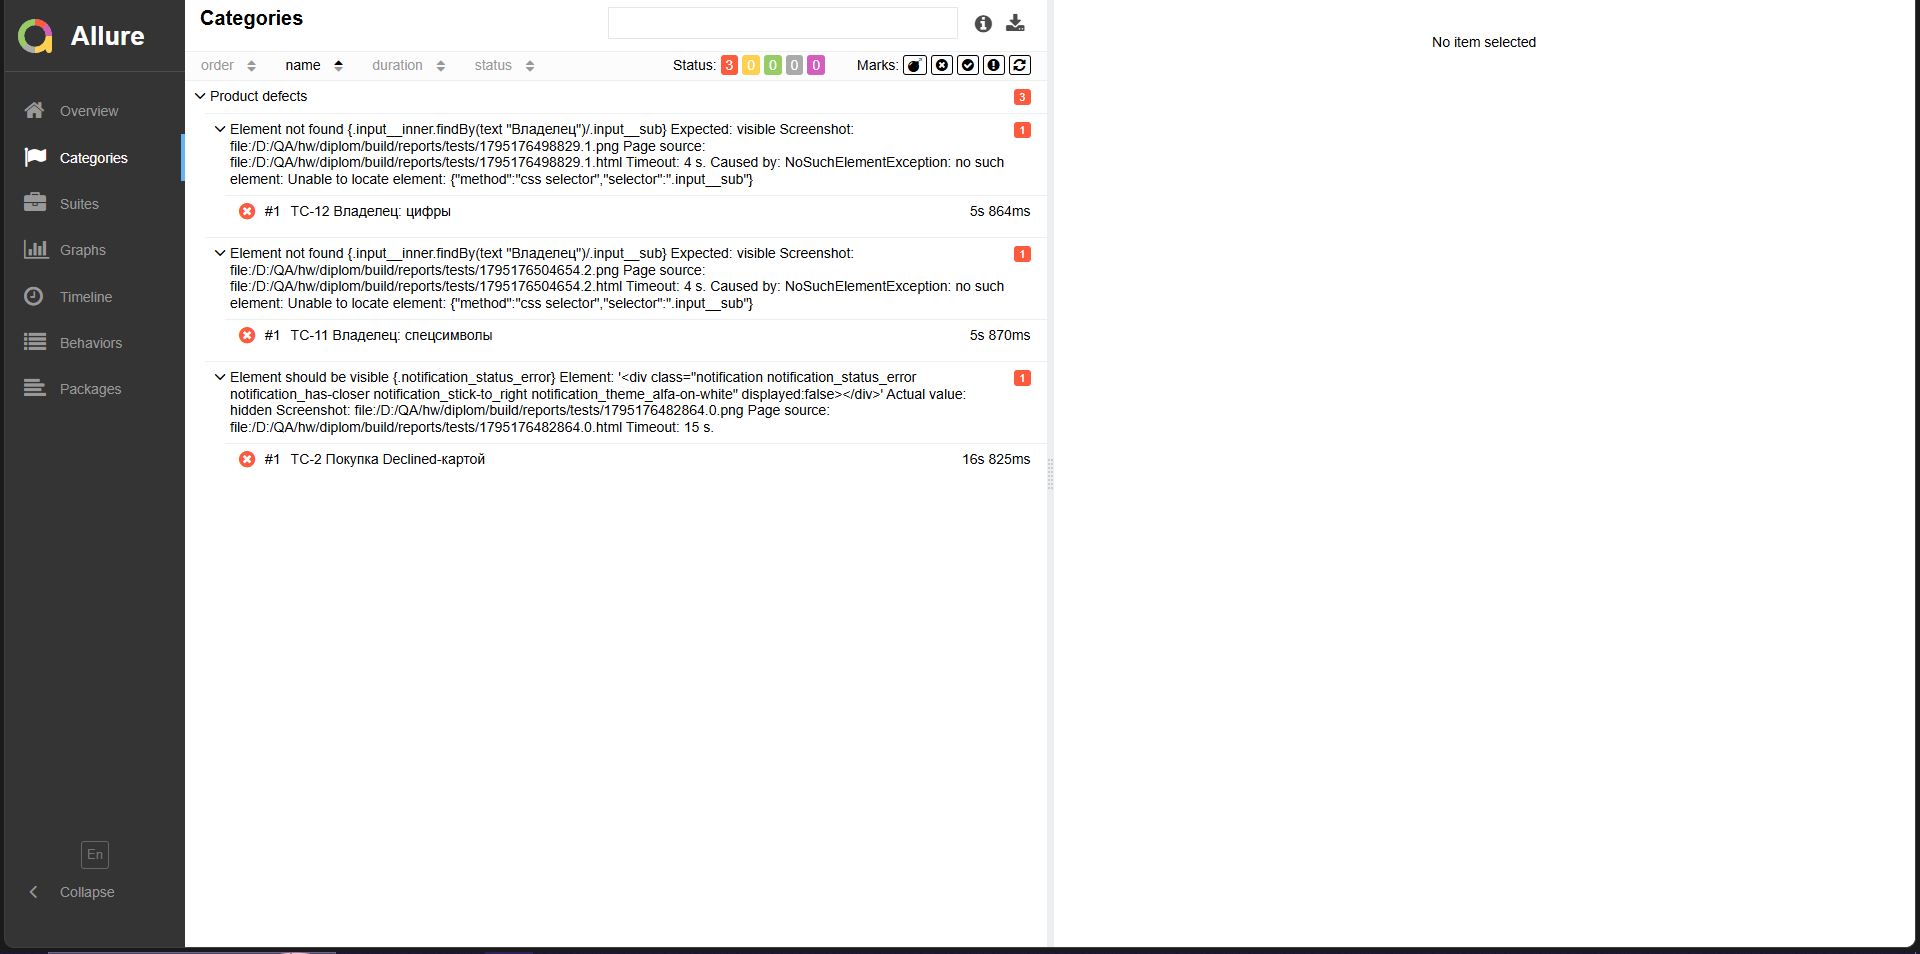 Allure
Overview
Categories
Suites
Graphs
Timeline
Behaviors
Packages
En
Collapse
Categories
order name duration status Status: 3 0 0 0 0 Marks:
Product defects 3
Element not found {.input__inner.findBy(text "Владелец")/.input__sub} Expected: visible Screenshot: 1
file:/D:/QA/hw/diplom/build/reports/tests/1795176498829.1.png Page source:
file:/D:/QA/hw/diplom/build/reports/tests/1795176498829.1.html Timeout: 4 s. Caused by: NoSuchElementException: no such
element: Unable to locate element: {"method":"css selector","selector":".input__sub"}
#1 TC-12 Владелец: цифры 5s 864ms
Element not found {.input__inner.findBy(text "Владелец")/.input__sub} Expected: visible Screenshot: 1
file:/D:/QA/hw/diplom/build/reports/tests/1795176504654.2.png Page source:
file:/D:/QA/hw/diplom/build/reports/tests/1795176504654.2.html Timeout: 4 s. Caused by: NoSuchElementException: no such
element: Unable to locate element: {"method":"css selector","selector":".input__sub"}
#1 TC-11 Владелец: спецсимволы 5s 870ms
Element should be visible {.notification_status_error} Element: '<div class="notification notification_status_error 1
notification_has-closer notification_stick-to_right notification_theme_alfa-on-white" displayed:false></div>' Actual value:
hidden Screenshot: file:/D:/QA/hw/diplom/build/reports/tests/1795176482864.0.png Page source:
file:/D:/QA/hw/diplom/build/reports/tests/1795176482864.0.html Timeout: 15 s.
#1 TC-2 Покупка Declined-картой 16s 825ms
No item selected